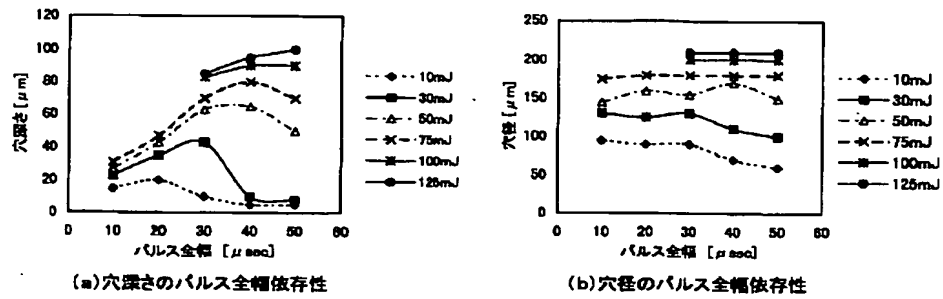 120
100
80
60
40
20
0
穴深さ [μm]
0 10 20 30 40 50 60
パルス全幅 [μsec]
10mJ
30mJ
50mJ
75mJ
100mJ
125mJ
(a)穴深さのパルス全幅依存性
250
200
150
100
50
0
穴径 [μm]
0 10 20 30 40 50 60
パルス全幅 [μsec]
10mJ
30mJ
50mJ
75mJ
100mJ
125mJ
(b)穴径のパルス全幅依存性